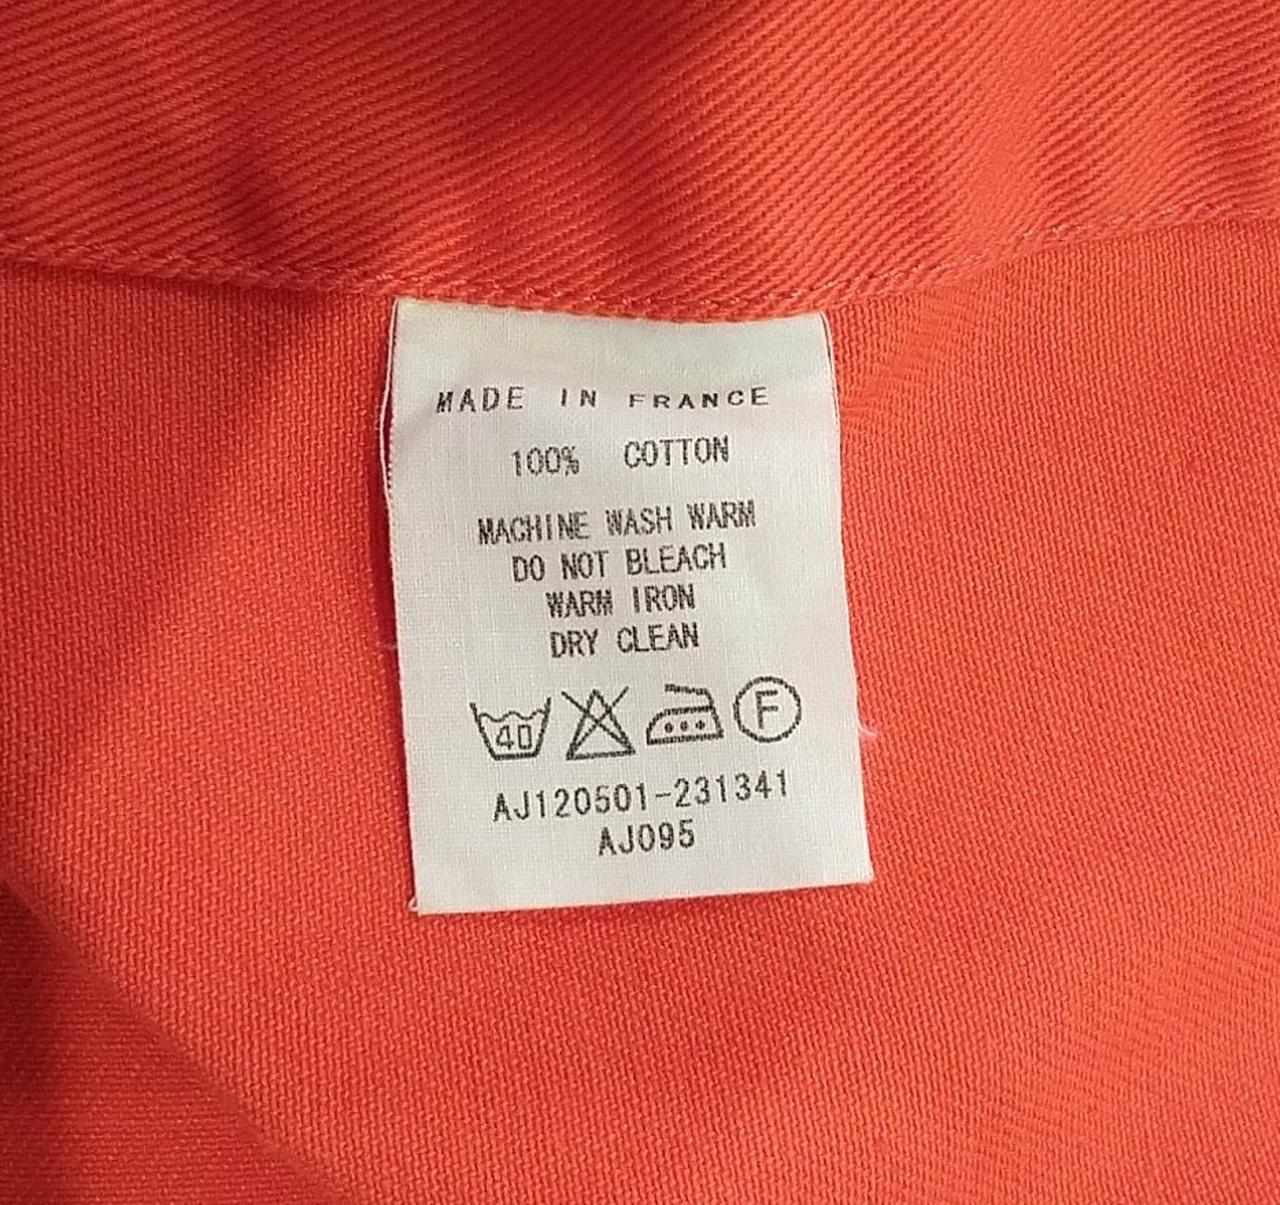 MADE IN FRANCE
100% COTTON
MACHINE WASH WARM
DO NOT BLEACH
WARM IRON
DRY CLEAN
40 F
AJ120501-231341
AJ095